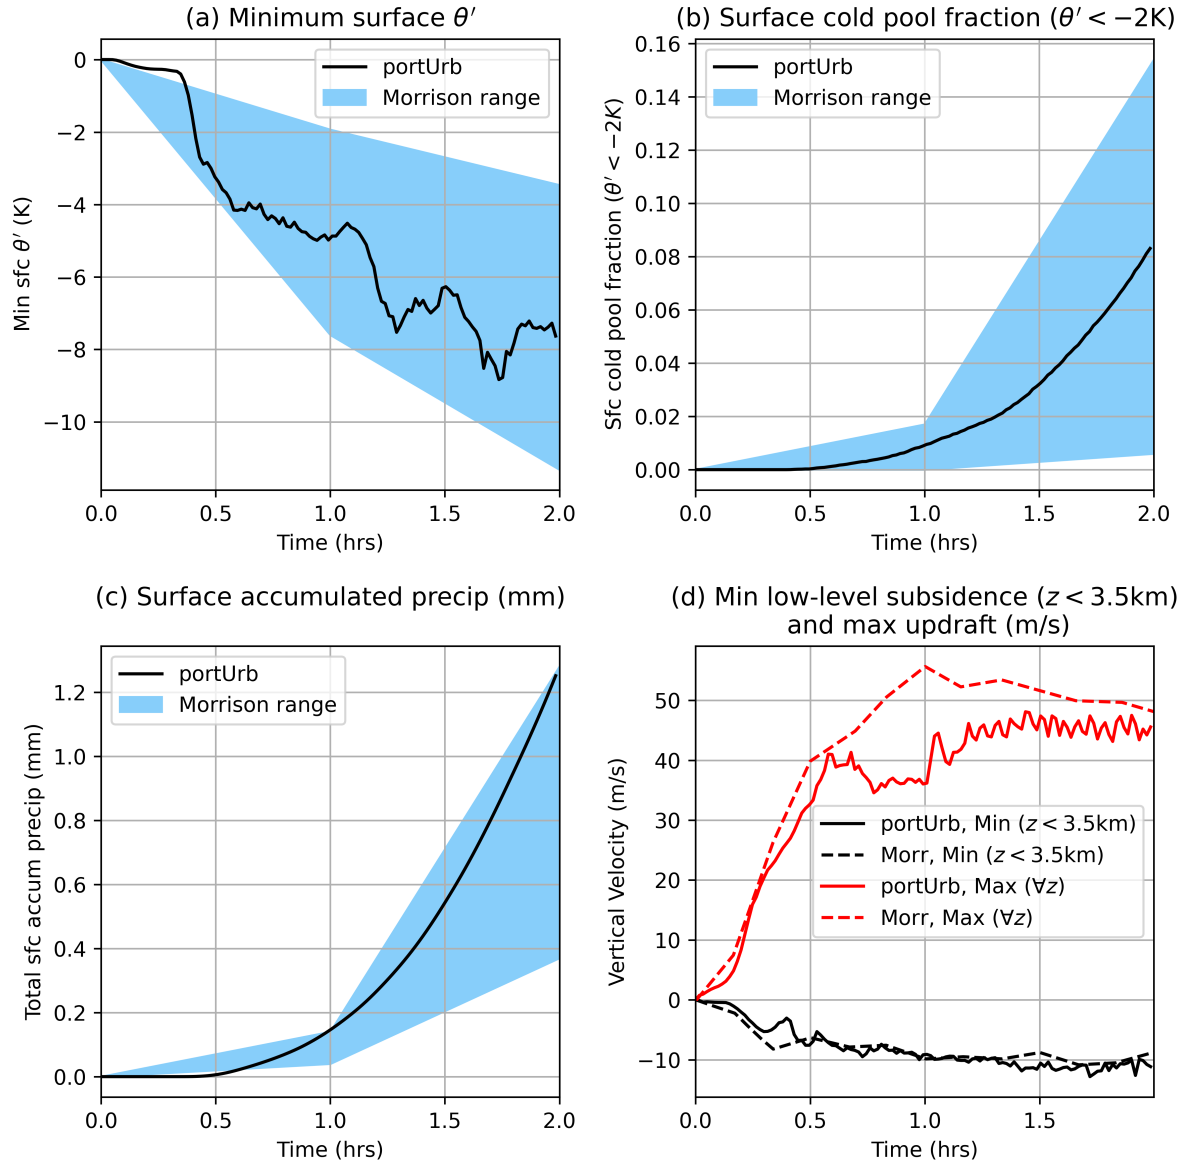 (a) Minimum surface θ′
Min sfc θ′ (K)
0
−2
−4
−6
−8
−10
portUrb
Morrison range
0.0 0.5 1.0 1.5 2.0
Time (hrs)
(b) Surface cold pool fraction (θ′ < −2K)
Sfc cold pool fraction (θ′ < −2K)
0.16
0.14
0.12
0.10
0.08
0.06
0.04
0.02
0.00
portUrb
Morrison range
0.0 0.5 1.0 1.5 2.0
Time (hrs)
(c) Surface accumulated precip (mm)
Total sfc accum precip (mm)
1.2
1.0
0.8
0.6
0.4
0.2
0.0
portUrb
Morrison range
0.0 0.5 1.0 1.5 2.0
Time (hrs)
(d) Min low-level subsidence (z < 3.5km)
and max updraft (m/s)
Vertical Velocity (m/s)
50
40
30
20
10
0
−10
portUrb, Min (z < 3.5km)
Morr, Min (z < 3.5km)
portUrb, Max (∀z)
Morr, Max (∀z)
0.0 0.5 1.0 1.5
Time (hrs)